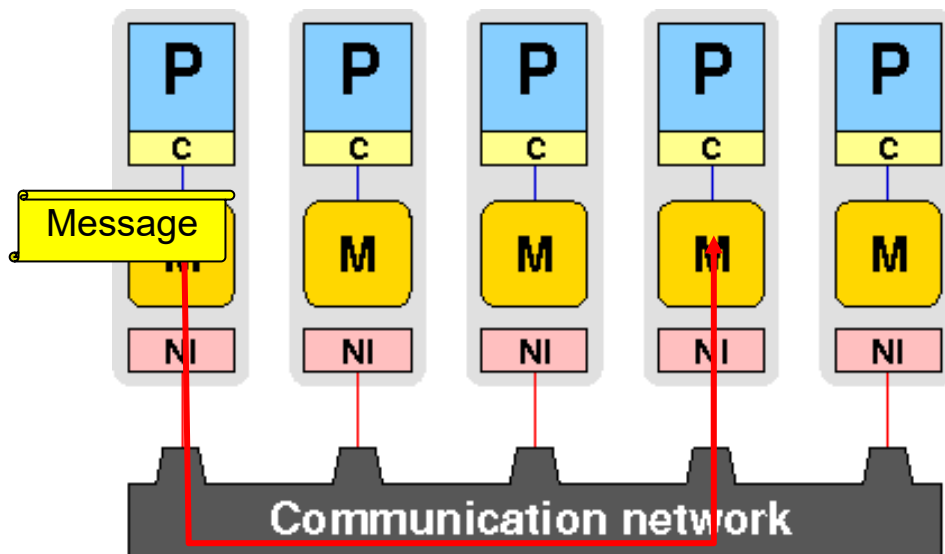 P P P P P
C C C C C
Message
M M M M M
NI NI NI NI NI
Communication network